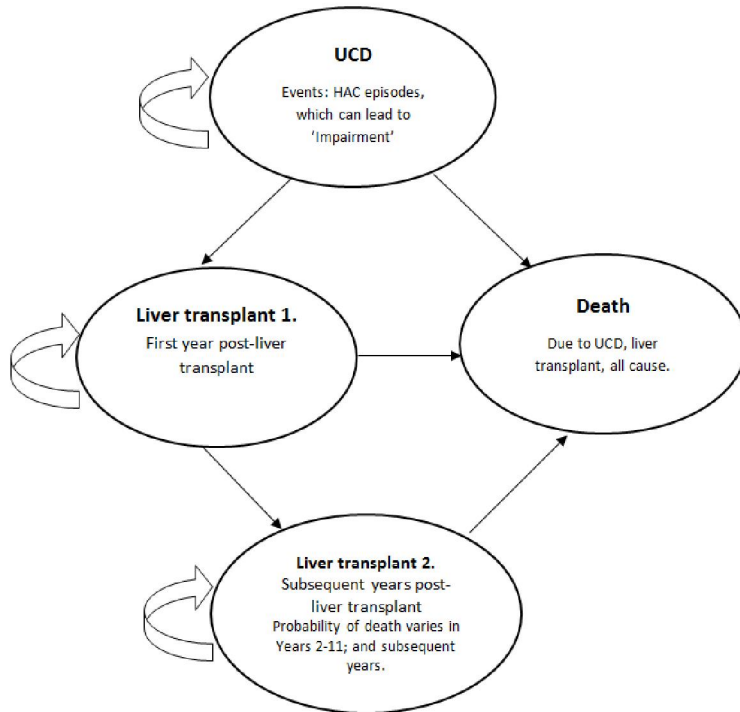 UCD
Events: HAC episodes,
which can lead to
‘Impairment’
Liver transplant 1.
First year post-liver
transplant
Death
Due to UCD, liver
transplant, all cause.
Liver transplant 2.
Subsequent years post-
liver transplant
Probability of death varies in
Years 2-11; and subsequent
years.